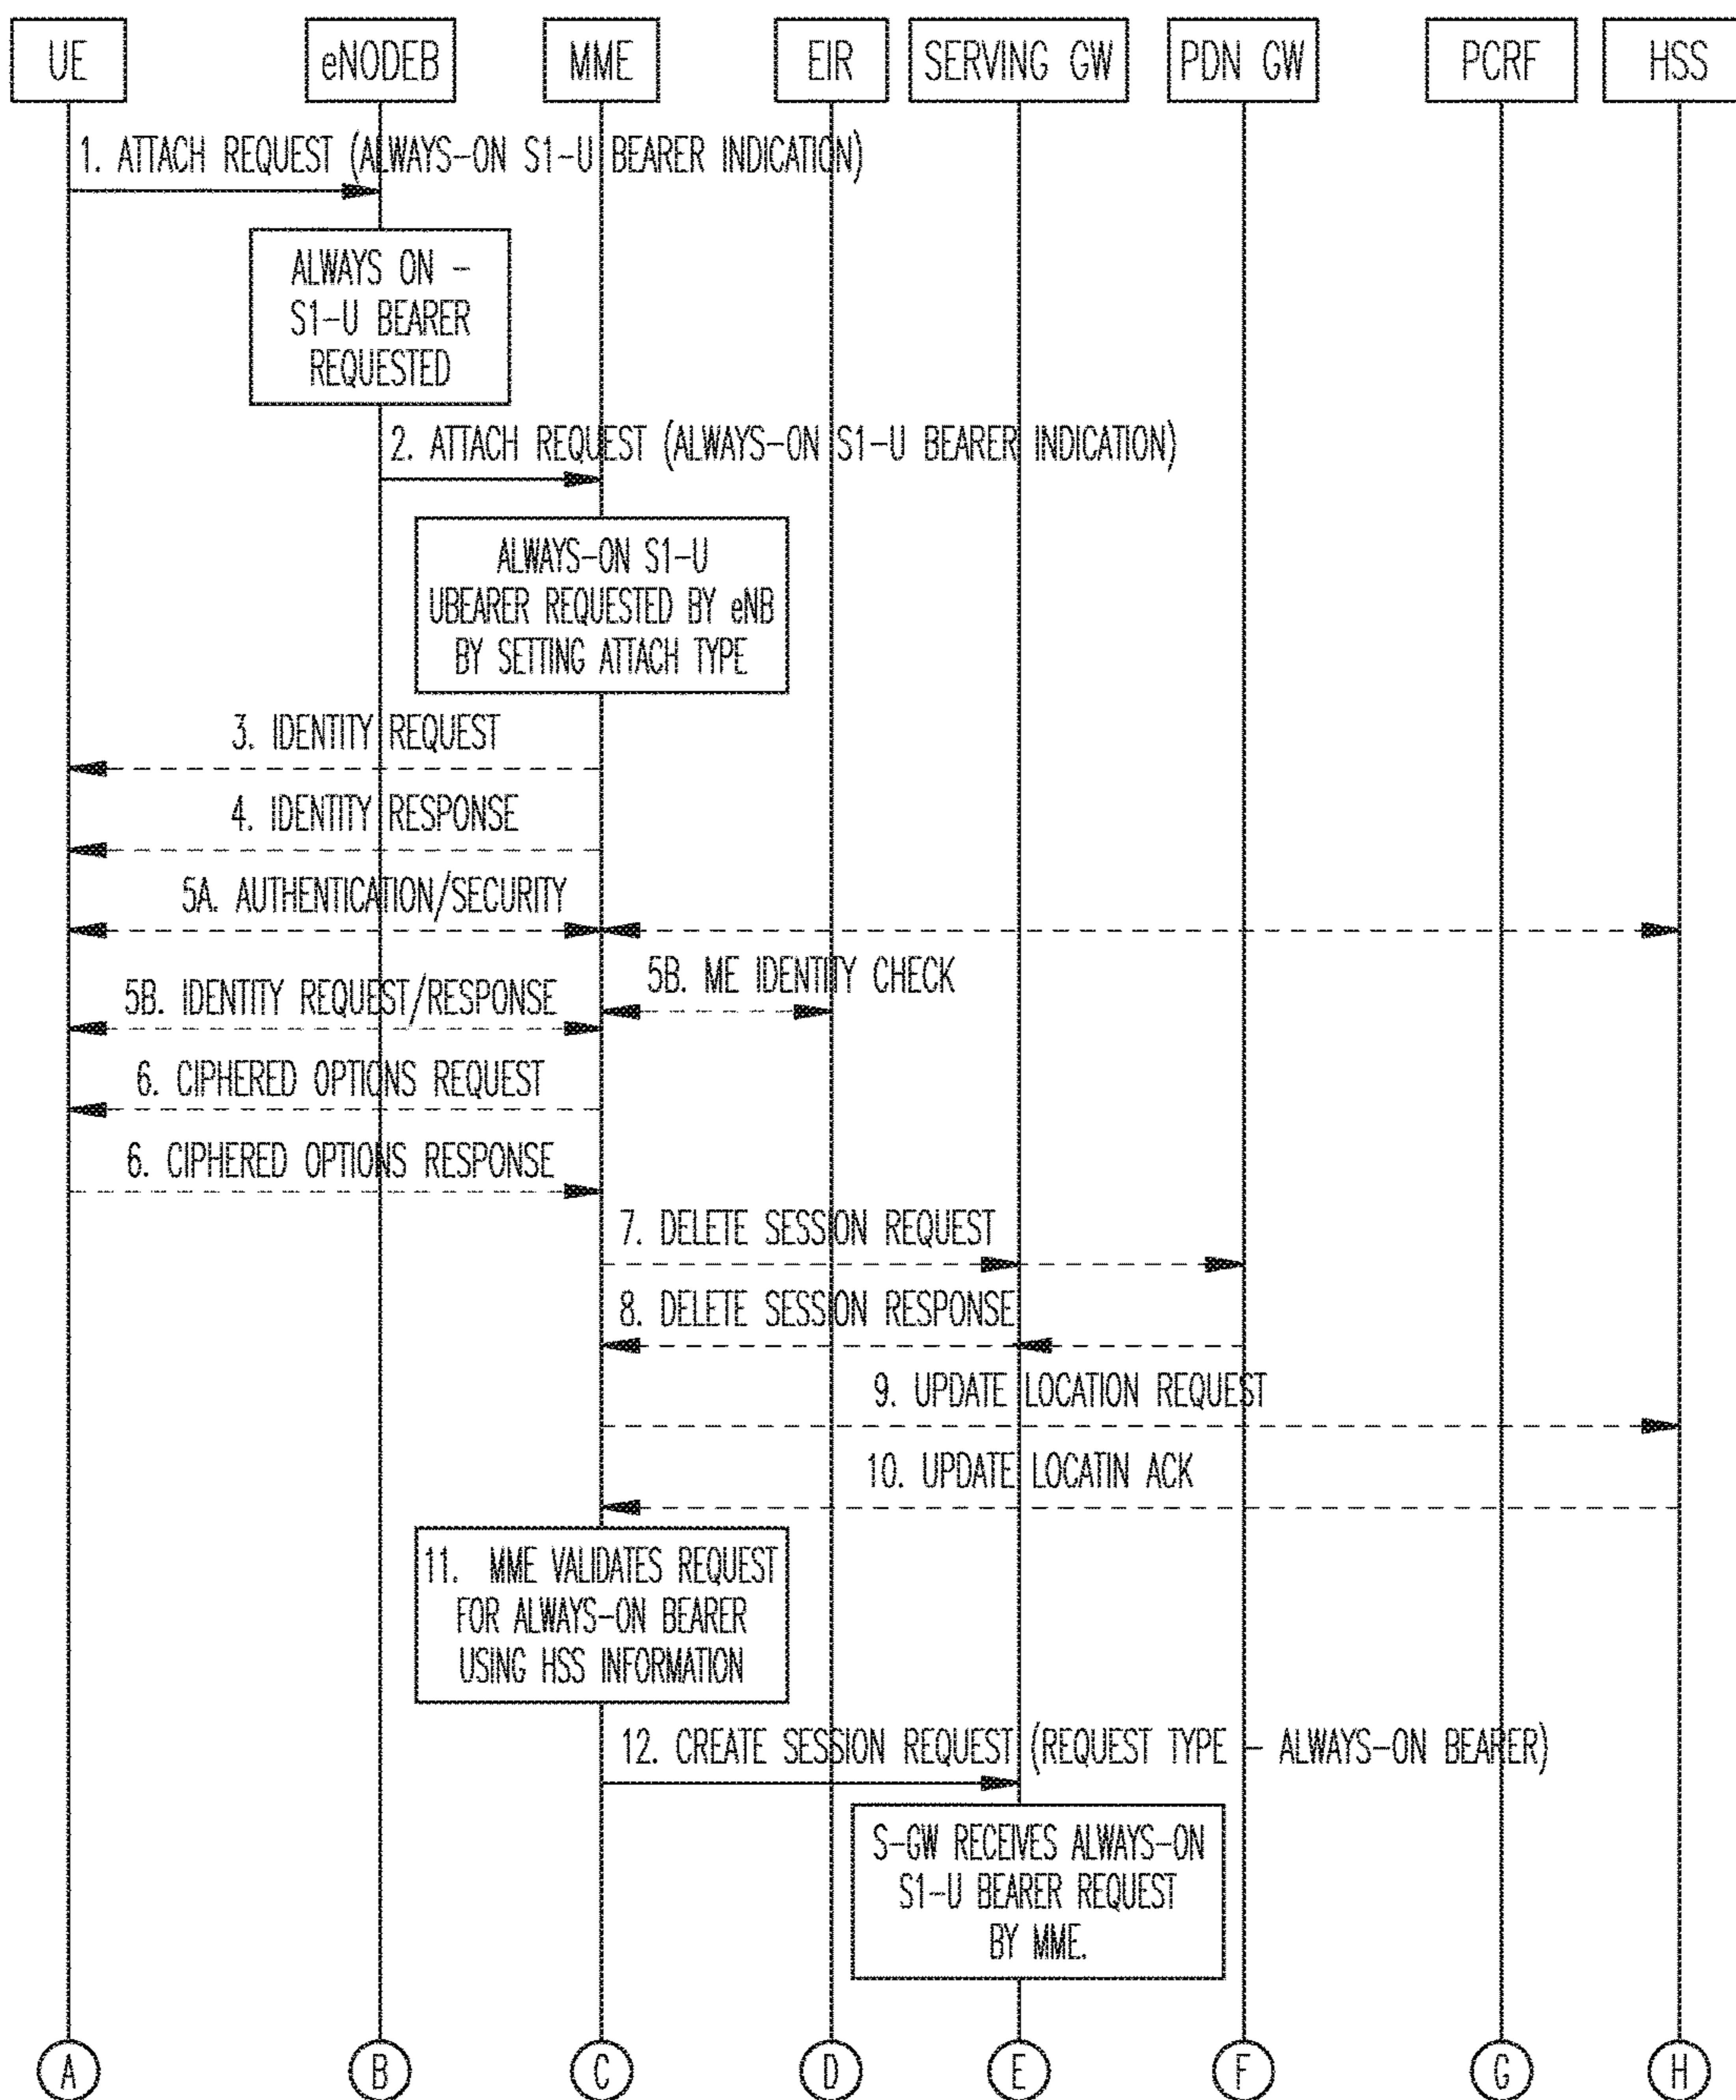 UE
eNODEB
MME
EIR
SERVING GW
PDN GW
PCRF
HSS
1. ATTACH REQUEST (ALWAYS-ON S1-U BEARER INDICATION)
ALWAYS ON -
S1-U BEARER
REQUESTED
2. ATTACH REQUEST (ALWAYS-ON S1-U BEARER INDICATION)
ALWAYS-ON S1-U
UBEARER REQUESTED BY eNB
BY SETTING ATTACH TYPE
3. IDENTITY REQUEST
4. IDENTITY RESPONSE
5A. AUTHENTICATION/SECURITY
5B. ME IDENTITY CHECK
5B. IDENTITY REQUEST/RESPONSE
6. CIPHERED OPTIONS REQUEST
6. CIPHERED OPTIONS RESPONSE
7. DELETE SESSION REQUEST
8. DELETE SESSION RESPONSE
9. UPDATE LOCATION REQUEST
10. UPDATE LOCATIN ACK
11. MME VALIDATES REQUEST
FOR ALWAYS-ON BEARER
USING HSS INFORMATION
12. CREATE SESSION REQUEST (REQUEST TYPE - ALWAYS-ON BEARER)
S-GW RECEIVES ALWAYS-ON
S1-U BEARER REQUEST
BY MME.
A
B
C
D
E
F
G
H